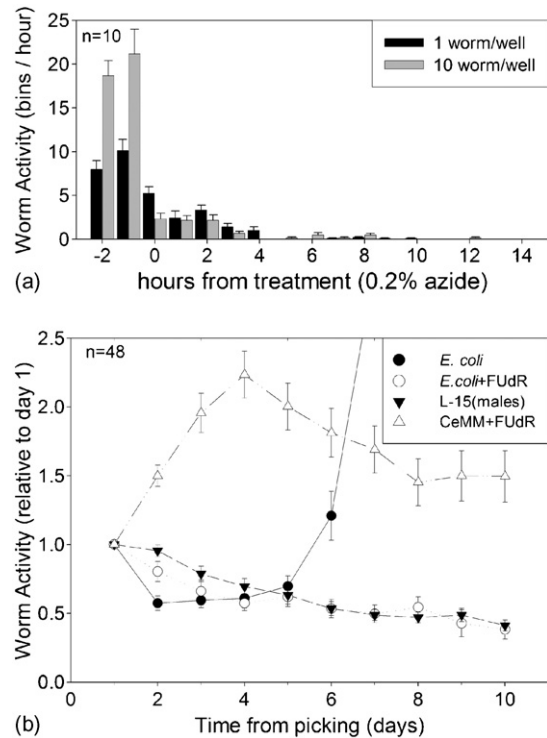 25
n=10
1 worm/well
10 worm/well
20
15
10
5
0
Worm Activity (bins / hour)
-2 0 2 4 6 8 10 12 14
(a) hours from treatment (0.2% azide)
2.5
n=48
E. coli
E.coli+FUdR
L-15(males)
CeMM+FUdR
2.0
1.5
1.0
0.5
0.0
Worm Activity (relative to day 1)
2 4 6 8 10
(b) Time from picking (days)